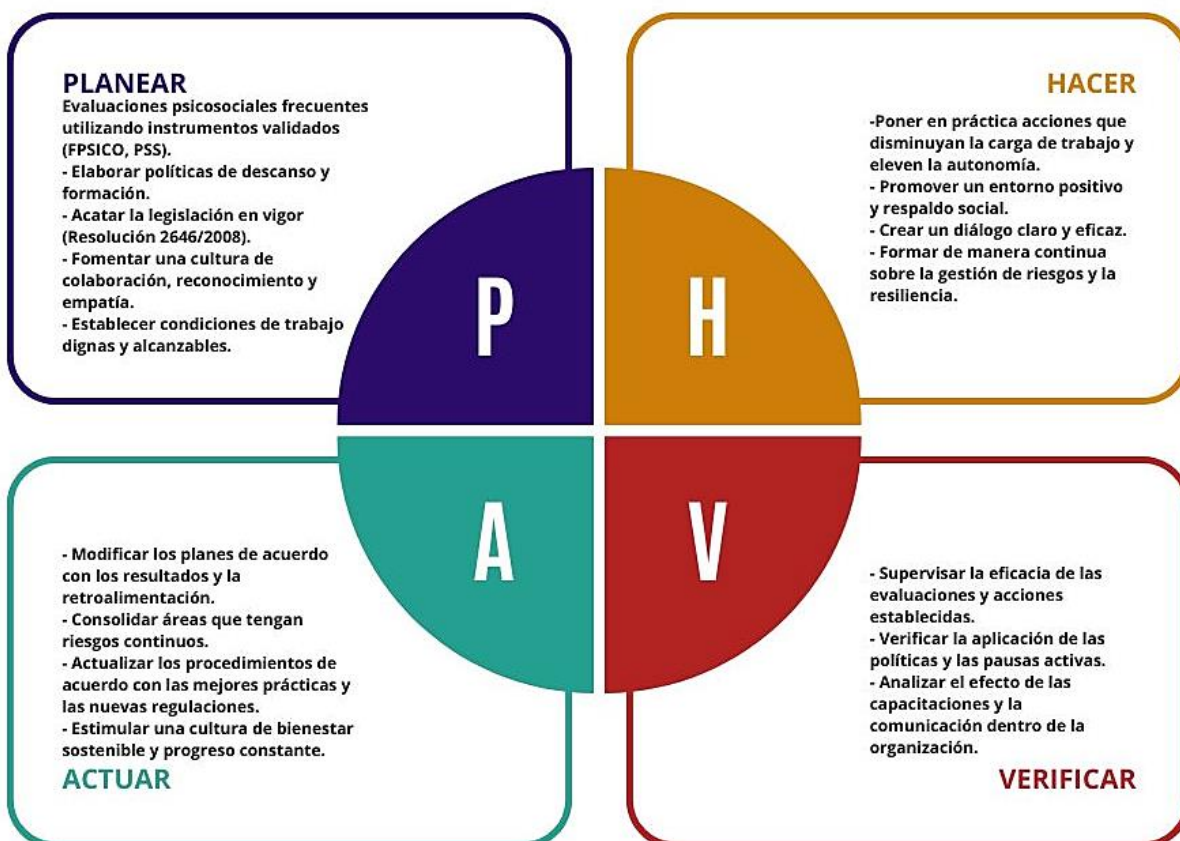 PLANEAR
Evaluaciones psicosociales frecuentes
utilizando instrumentos validados
(FPSICO, PSS).
- Elaborar políticas de descanso y
formación.
- Acatar la legislación en vigor
(Resolución 2646/2008).
- Fomentar una cultura de
colaboración, reconocimiento y
empatía.
- Establecer condiciones de trabajo
dignas y alcanzables.
HACER
-Poner en práctica acciones que
disminuyan la carga de trabajo y
eleven la autonomía.
- Promover un entorno positivo
y respaldo social.
- Crear un diálogo claro y eficaz.
- Formar de manera continua
sobre la gestión de riesgos y la
resiliencia.
P
H
A
V
- Modificar los planes de acuerdo
con los resultados y la
retroalimentación.
- Consolidar áreas que tengan
riesgos continuos.
- Actualizar los procedimientos de
acuerdo con las mejores prácticas y
las nuevas regulaciones.
- Estimular una cultura de bienestar
sostenible y progreso constante.
ACTUAR
- Supervisar la eficacia de las
evaluaciones y acciones
establecidas.
- Verificar la aplicación de las
políticas y las pausas activas.
- Analizar el efecto de las
capacitaciones y la
comunicación dentro de la
organización.
VERIFICAR